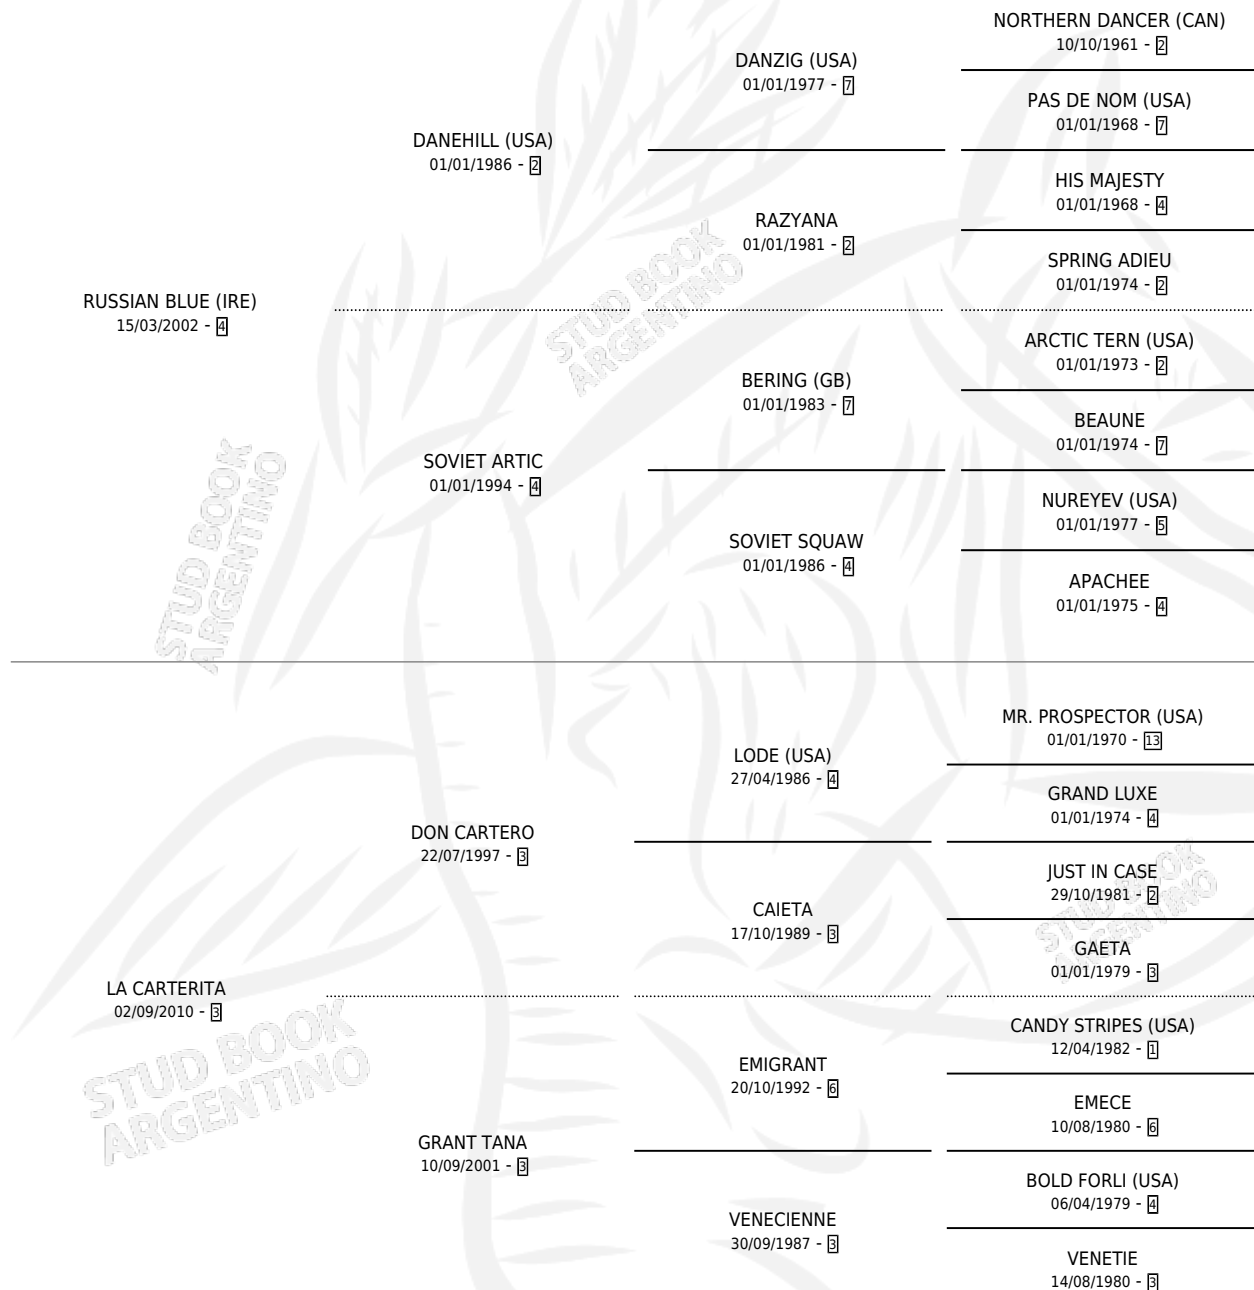 NORTHERN DANCER (CAN)
10/10/1961 - 2
DANZIG (USA)
01/01/1977 - 7
PAS DE NOM (USA)
01/01/1968 - 7
DANEHILL (USA)
01/01/1986 - 2
HIS MAJESTY
01/01/1968 - 4
RAZYANA
01/01/1981 - 2
SPRING ADIEU
01/01/1974 - 2
RUSSIAN BLUE (IRE)
15/03/2002 - 4
STUD BOOK
ARGENTINO
ARCTIC TERN (USA)
01/01/1973 - 2
BERING (GB)
01/01/1983 - 7
BEAUNE
01/01/1974 - 7
SOVIET ARTIC
01/01/1994 - 4
NUREYEV (USA)
01/01/1977 - 5
SOVIET SQUAW
01/01/1986 - 4
APACHEE
01/01/1975 - 4
STUD BOOK
ARGENTINO
MR. PROSPECTOR (USA)
01/01/1970 - 13
LODE (USA)
27/04/1986 - 4
GRAND LUXE
01/01/1974 - 4
DON CARTERO
22/07/1997 - 3
JUST IN CASE
29/10/1981 - 2
CAIETA
17/10/1989 - 3
GAETA
01/01/1979 - 3
STUD BOOK
ARGENTINO
LA CARTERITA
02/09/2010 - 3
CANDY STRIPES (USA)
12/04/1982 - 1
EMIGRANT
20/10/1992 - 6
EMECE
10/08/1980 - 6
STUD BOOK
ARGENTINO
GRANT TANA
10/09/2001 - 3
BOLD FORLI (USA)
06/04/1979 - 4
VENECIENNE
30/09/1987 - 3
VENETIE
14/08/1980 - 3